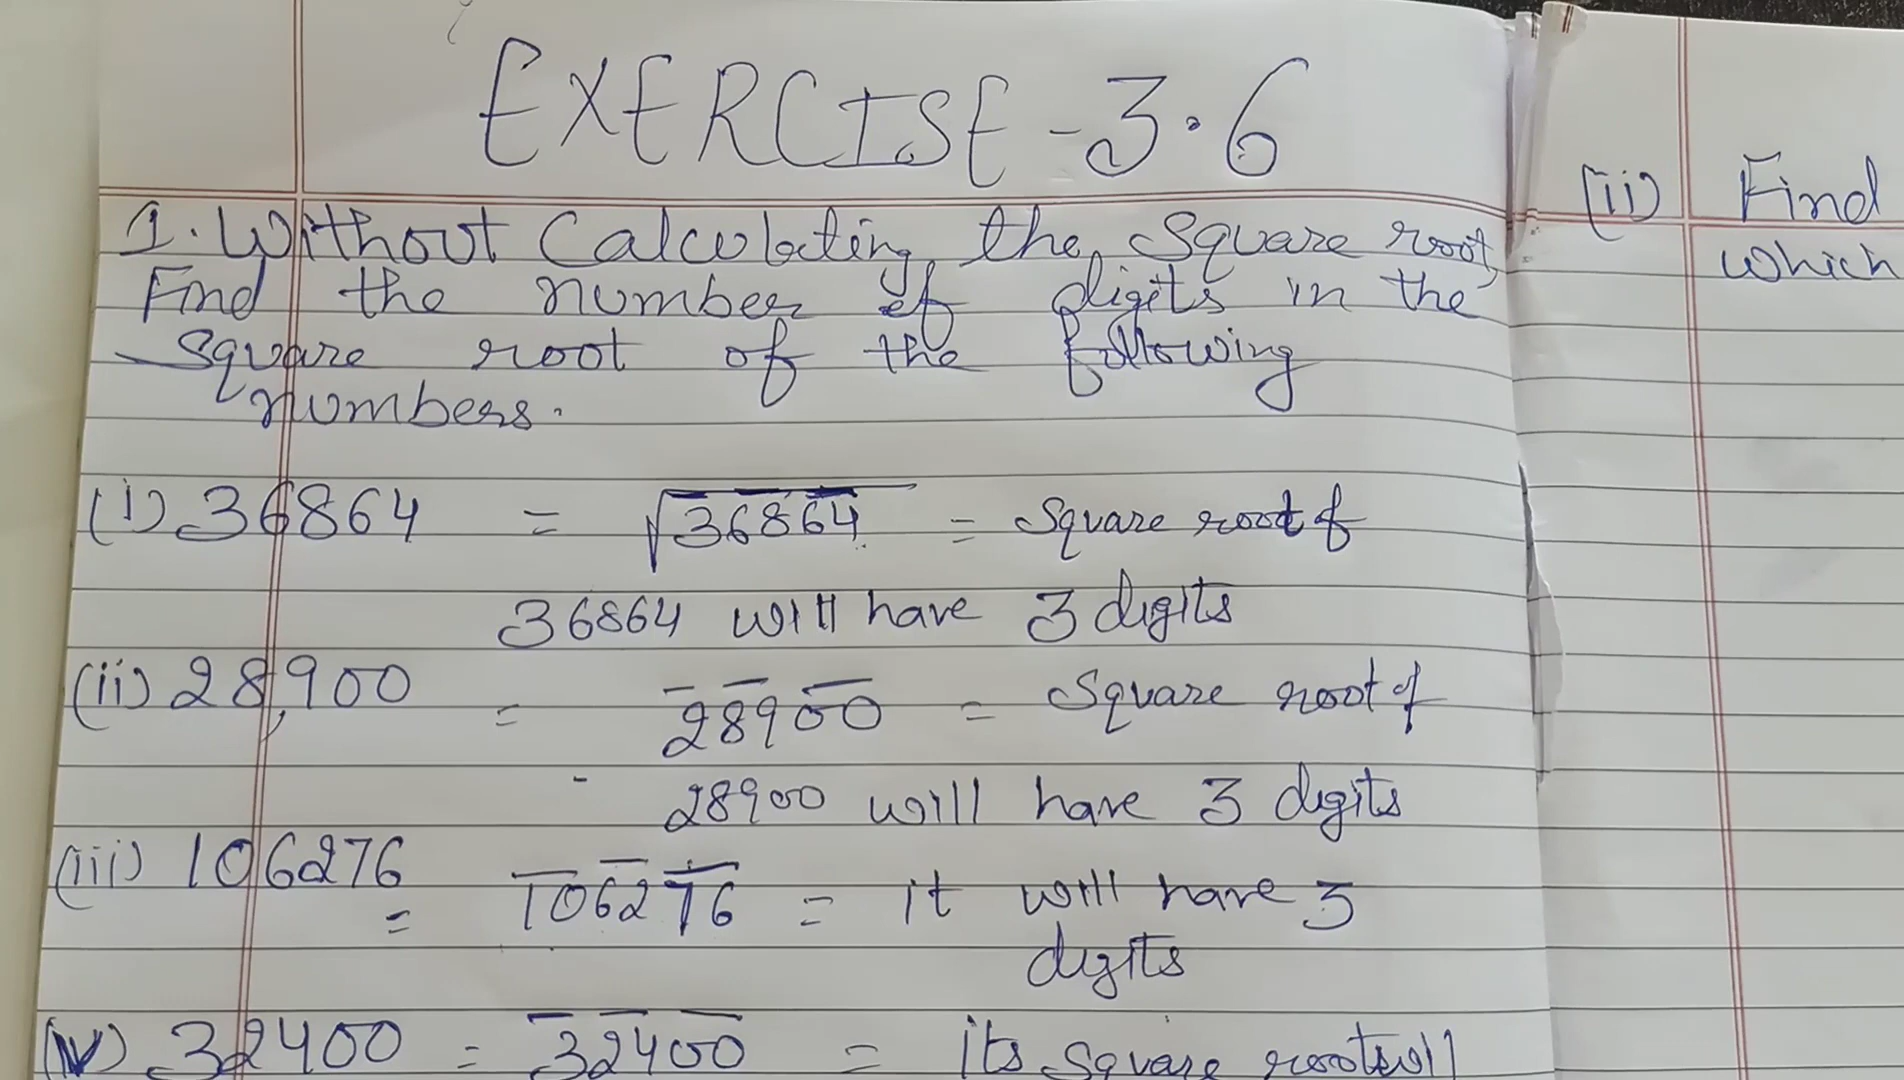 EXERCISE - 3.6
1. Without Calculating the Square root,
Find the number of digits in the
Square root of the following
numbers.
(i) 36864 = √36864 = Square root of
36864 will have 3 digits
(ii) 28,900 = 28900 = Square root of
28900 will have 3 digits
(iii) 106276
= 106276 = it will have 3
digits
(iv) 32400 = 32400 = its square root will
(ii) Find
which